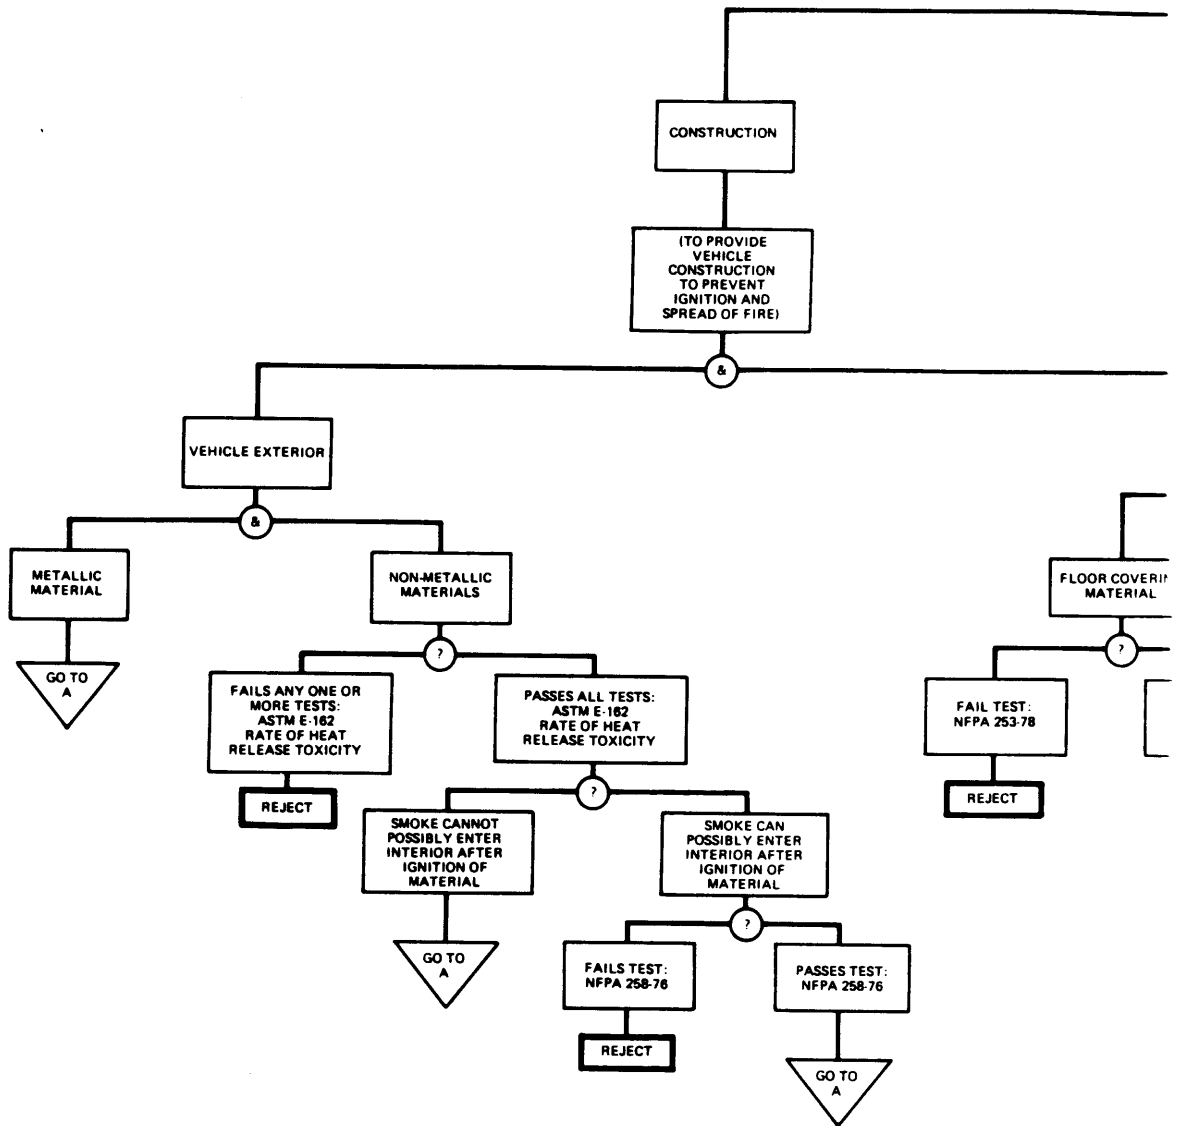 CONSTRUCTION
(TO PROVIDE
VEHICLE
CONSTRUCTION
TO PREVENT
IGNITION AND
SPREAD OF FIRE)
&
VEHICLE EXTERIOR
&
METALLIC
MATERIAL
GO TO
A
NON-METALLIC
MATERIALS
?
FAILS ANY ONE OR
MORE TESTS:
ASTM E-162
RATE OF HEAT
RELEASE TOXICITY
REJECT
PASSES ALL TESTS:
ASTM E-162
RATE OF HEAT
RELEASE TOXICITY
?
SMOKE CANNOT
POSSIBLY ENTER
INTERIOR AFTER
IGNITION OF
MATERIAL
GO TO
A
SMOKE CAN
POSSIBLY ENTER
INTERIOR AFTER
IGNITION OF
MATERIAL
?
FAILS TEST:
NFPA 258-76
REJECT
PASSES TEST:
NFPA 258-76
GO TO
A
FLOOR COVERIN
MATERIAL
?
FAIL TEST:
NFPA 253-78
REJECT